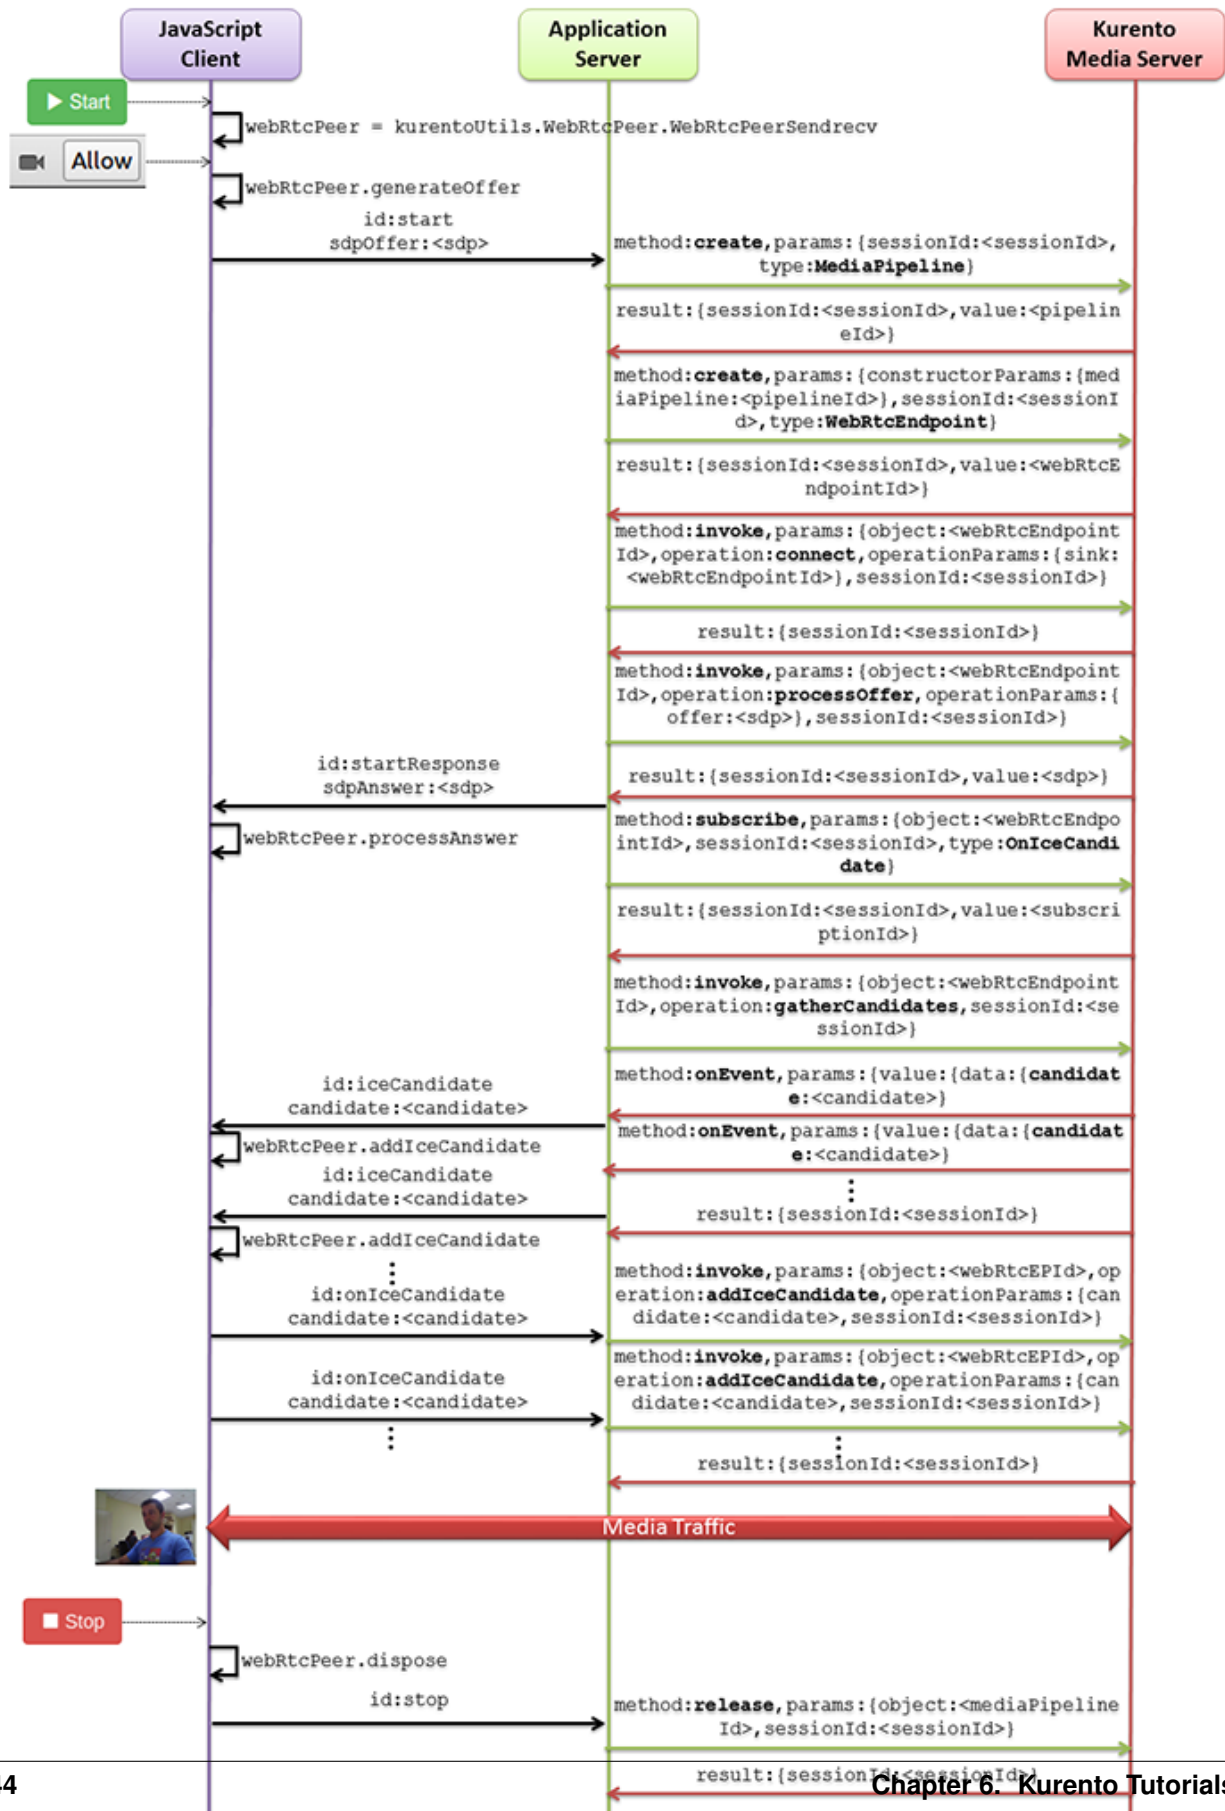 JavaScript
Client
Application
Server
Kurento
Media Server
Start
webRtcPeer = kurentoUtils.WebRtcPeer.WebRtcPeerSendrecv
Allow
webRtcPeer.generateOffer
id:start
sdpOffer:<sdp>
method:create,params:{sessionId:<sessionId>,
type:MediaPipeline}
result:{sessionId:<sessionId>,value:<pipelin
eId>}
method:create,params:{constructorParams:{med
iaPipeline:<pipelineId>},sessionId:<sessionI
d>,type:WebRtcEndpoint}
result:{sessionId:<sessionId>,value:<webRtcE
ndpointId>}
method:invoke,params:{object:<webRtcEndpoint
Id>,operation:connect,operationParams:{sink:
<webRtcEndpointId>},sessionId:<sessionId>}
result:{sessionId:<sessionId>}
method:invoke,params:{object:<webRtcEndpoint
Id>,operation:processOffer,operationParams:{
offer:<sdp>},sessionId:<sessionId>}
id:startResponse
sdpAnswer:<sdp>
result:{sessionId:<sessionId>,value:<sdp>}
webRtcPeer.processAnswer
method:subscribe,params:{object:<webRtcEndpo
intId>,sessionId:<sessionId>,type:OnIceCandi
date}
result:{sessionId:<sessionId>,value:<subscri
ptionId>}
method:invoke,params:{object:<webRtcEndpoint
Id>,operation:gatherCandidates,sessionId:<se
ssionId>}
id:iceCandidate
candidate:<candidate>
method:onEvent,params:{value:{data:{candidat
e:<candidate>}
webRtcPeer.addIceCandidate
method:onEvent,params:{value:{data:{candidat
e:<candidate>}
id:iceCandidate
candidate:<candidate>
result:{sessionId:<sessionId>}
webRtcPeer.addIceCandidate
id:onIceCandidate
candidate:<candidate>
method:invoke,params:{object:<webRtcEPId>,op
eration:addIceCandidate,operationParams:{can
didate:<candidate>,sessionId:<sessionId>}
id:onIceCandidate
candidate:<candidate>
method:invoke,params:{object:<webRtcEPId>,op
eration:addIceCandidate,operationParams:{can
didate:<candidate>,sessionId:<sessionId>}
result:{sessionId:<sessionId>}
Media Traffic
Stop
webRtcPeer.dispose
id:stop
method:release,params:{object:<mediaPipeline
Id>,sessionId:<sessionId>}
result:{sessionId:<sessionId>}
44 Chapter 6. Kurento Tutorials